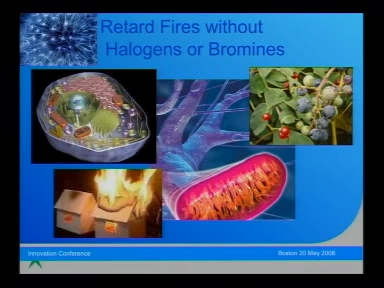 Retard Fires without
Halogens or Bromines
Innovation Conference
Boston 20 May 2008